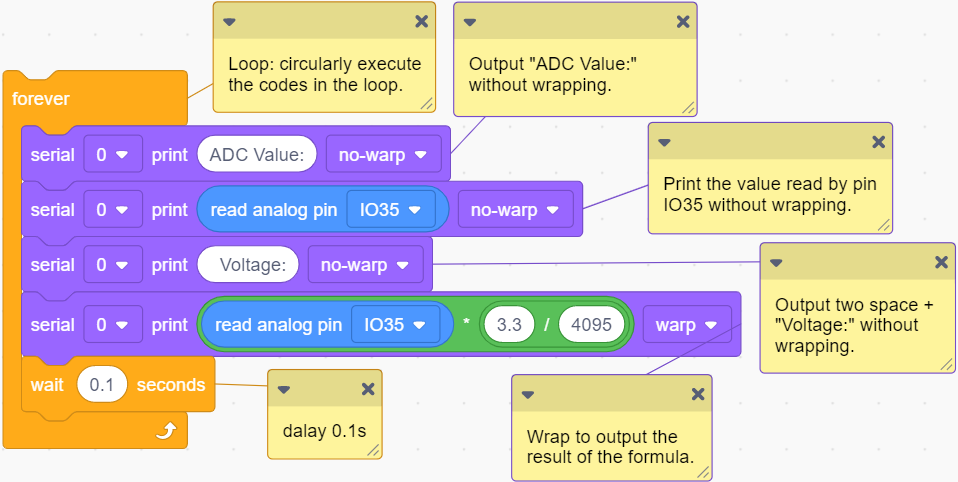 Loop: circularly execute
the codes in the loop.
Output "ADC Value:"
without wrapping.
forever
serial 0 print ADC Value: no-warp
Print the value read by pin
IO35 without wrapping.
serial 0 print read analog pin IO35 no-warp
serial 0 print Voltage: no-warp
Output two space +
"Voltage:" without
wrapping.
serial 0 print read analog pin IO35 * 3.3 / 4095 warp
wait 0.1 seconds
dalay 0.1s
Wrap to output the
result of the formula.